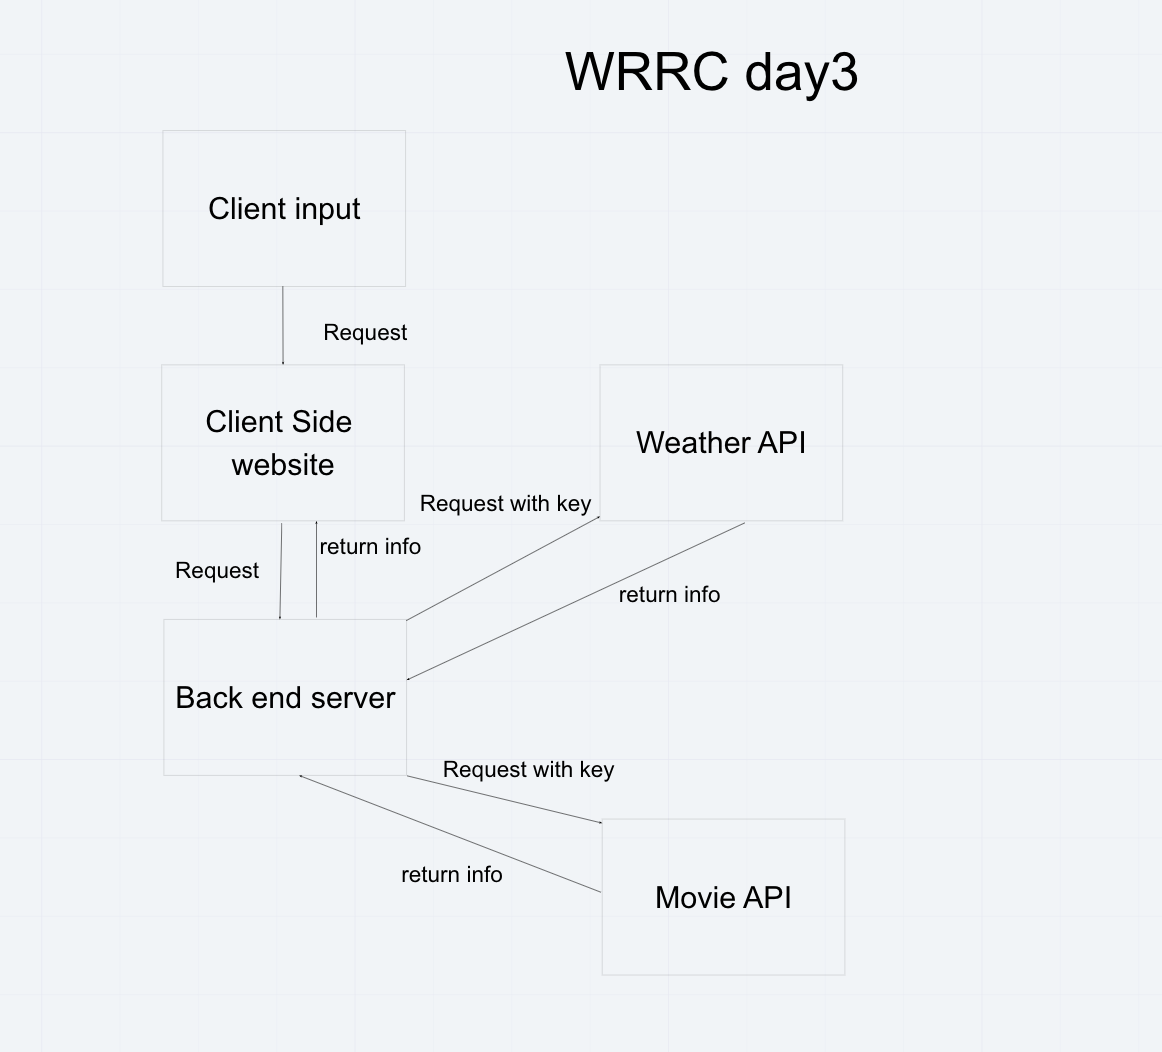 WRRC day3
Client input
Request
Client Side
website
Weather API
Request with key
return info
Request
return info
Back end server
Request with key
return info
Movie API